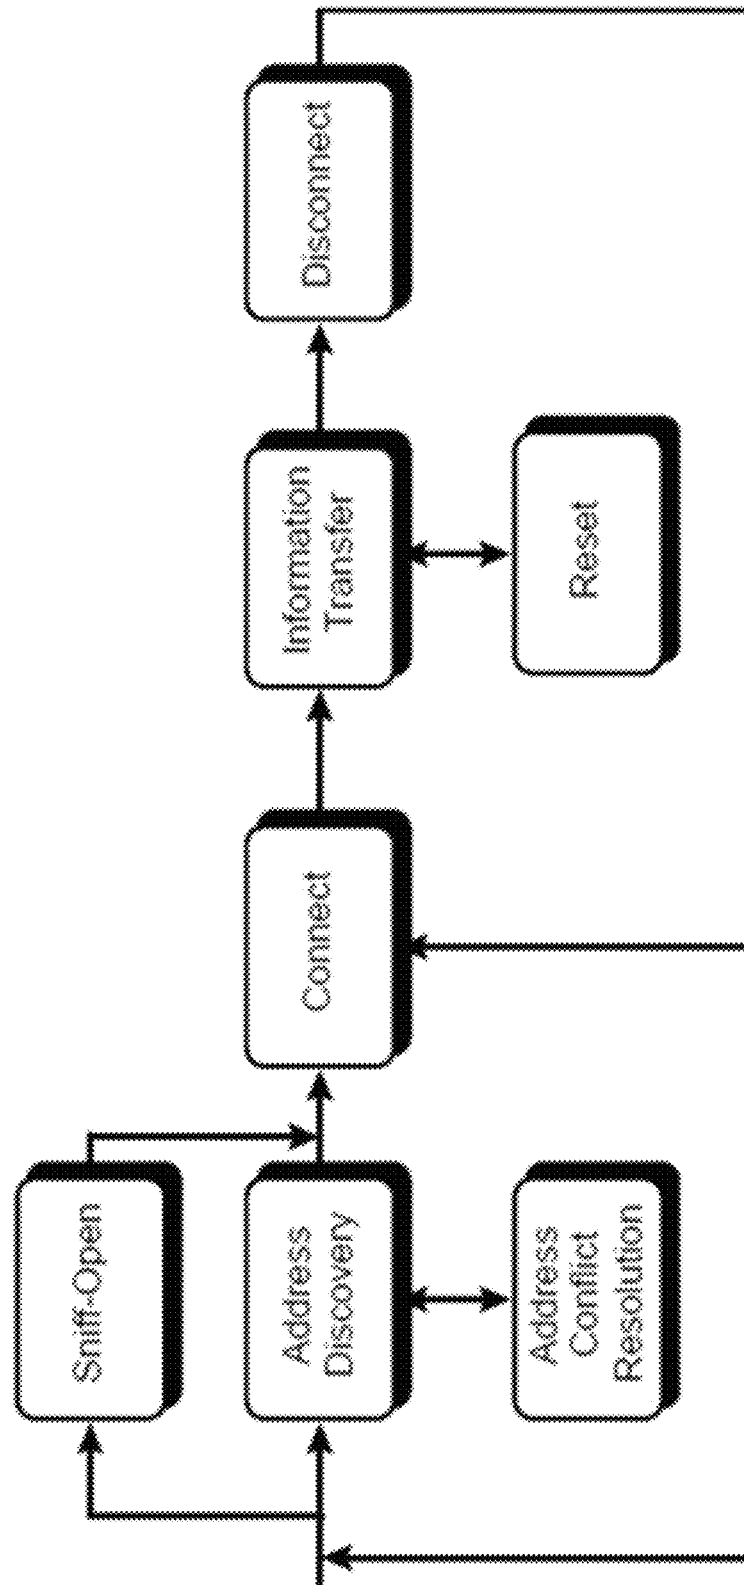 Sniff-Open
Address
Discovery
Address
Conflict
Resolution
Connect
Information
Transfer
Reset
Disconnect